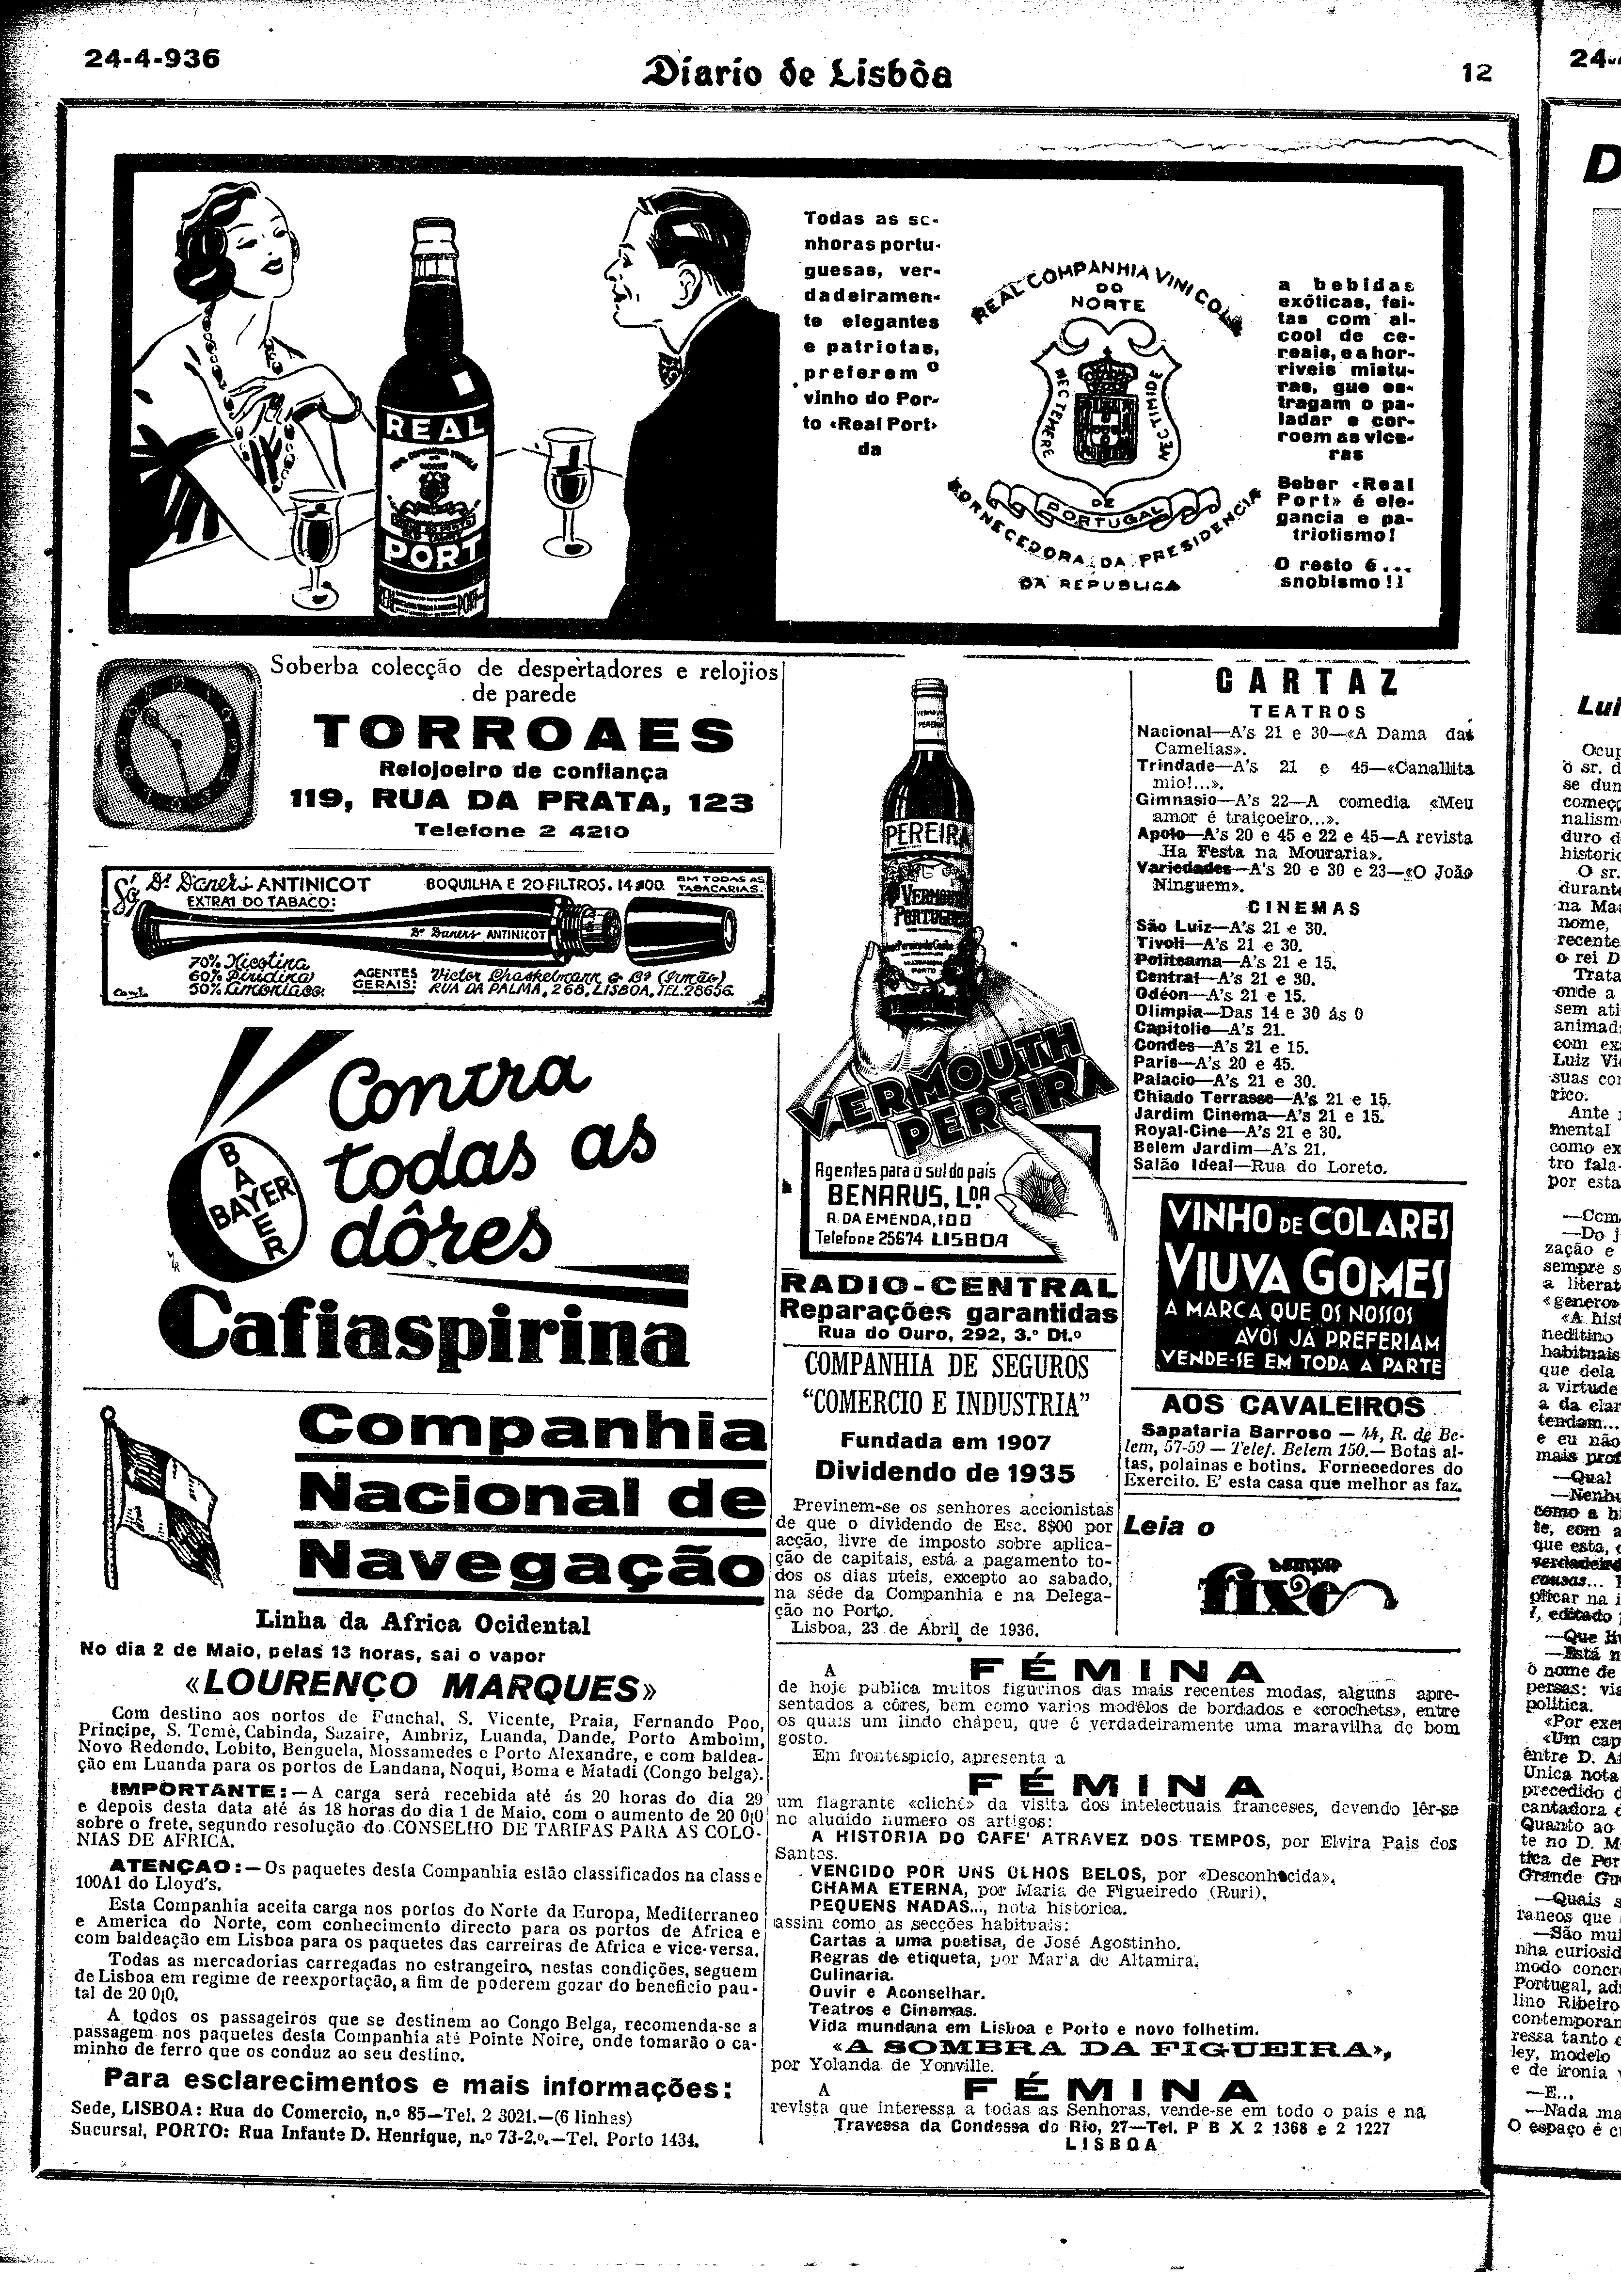 24-4-936
Diario de Lisbôa
12
Todas as se-
nhoras portu-
guesas, ver-
dadeiramen-
te elegantes
e patriotas,
preferem o
vinho do Por-
to «Real Port»
da
REAL COMPANHIA VINICOLA
DO
NORTE
NEC TEMERE
NEC TIMIDE
DE
PORTUGAL
FORNECEDORA DA PRESIDENCIA
DA REPUBLICA
a bebidas
exóticas, fei-
tas com al-
cool de ce-
reais, e a hor-
riveis mistu-
ras, que es-
tragam o pa-
ladar e cor-
roem as vice-
ras
Beber «Real
Port» é ele-
gancia e pa-
triotismo!
O resto é...
snobismo!!
REAL
PORT
Soberba colecção de despertadores e relojios
de parede
TORROAES
Relojoeiro de confiança
119, RUA DA PRATA, 123
Telefone 2 4210
Só Dr. Daners ANTINICOT
EXTRAI DO TABACO:
BOQUILHA E 20 FILTROS. 14$00.
EM TODAS AS
TABACARIAS.
Dr. Daners ANTINICOT
70% Nicotina
60% Piridina
50% Amoniaco.
AGENTES
GERAIS:
Victor Chaskelmann & Bº (Irmão)
RUA DA PALMA, 268, LISBOA, TEL. 28656
Contra
todas as
dôres
BAYER
BAYER
Cafiaspirina
Companhia
Nacional de
Navegação
Linha da Africa Ocidental
No dia 2 de Maio, pelas 13 horas, sai o vapor
«LOURENÇO MARQUES»
Com destino aos portos de Funchal, S. Vicente, Praia, Fernando Poo,
Principe, S. Tomé, Cabinda, Sazaire, Ambriz, Luanda, Dande, Porto Amboim,
Novo Redondo, Lobito, Benguela, Mossamedes e Porto Alexandre, e com baldea-
ção em Luanda para os portos de Landana, Noqui, Boma e Matadi (Congo belga).
IMPORTANTE:—A carga será recebida até ás 20 horas do dia 29
e depois desta data até ás 18 horas do dia 1 de Maio, com o aumento de 20 0|0
sobre o frete, segundo resolução do CONSELHO DE TARIFAS PARA AS COLO-
NIAS DE AFRICA.
ATENÇAO:—Os paquetes desta Companhia estão classificados na classe
100A1 do Lloyd's.
Esta Companhia aceita carga nos portos do Norte da Europa, Mediterraneo
e America do Norte, com conhecimento directo para os portos de Africa e
com baldeação em Lisboa para os paquetes das carreiras de Africa e vice-versa.
Todas as mercadorias carregadas no estrangeiro, nestas condições, seguem
de Lisboa em regime de reexportação, a fim de poderem gozar do beneficio pau-
tal de 20 0|0.
A todos os passageiros que se destinem ao Congo Belga, recomenda-se a
passagem nos paquetes desta Companhia até Pointe Noire, onde tomarão o ca-
minho de ferro que os conduz ao seu destino.
Para esclarecimentos e mais informações:
Sede, LISBOA: Rua do Comercio, n.º 85—Tel. 2 3021.—(6 linhas)
Sucursal, PORTO: Rua Infante D. Henrique, n.º 73-2.º.—Tel. Porto 1434.
PEREIRA
VERMOUTH
PORTUGUEZ
VERMOUTH
PEREIRA
Agentes para o sul do país
BENARUS, LDA
R. DA EMENDA, 100
Telefone 25674 LISBOA
RADIO-CENTRAL
Reparações garantidas
Rua do Ouro, 292, 3.º Dt.º
COMPANHIA DE SEGUROS
"COMERCIO E INDUSTRIA"
Fundada em 1907
Dividendo de 1935
Previnem-se os senhores accionistas
de que o dividendo de Esc. 8$00 por
acção, livre de imposto sobre aplica-
ção de capitais, está a pagamento to-
dos os dias uteis, excepto ao sabado,
na séde da Companhia e na Delega-
ção no Porto.
Lisboa, 23 de Abril de 1936.
CARTAZ
TEATROS
Nacional—A's 21 e 30—«A Dama das
Camelias».
Trindade—A's 21 e 45—«Canallita
mio!...».
Gimnasio—A's 22—A comedia «Meu
amor é traiçoeiro...».
Apolo—A's 20 e 45 e 22 e 45—A revista
Ha Festa na Mouraria».
Variedades—A's 20 e 30 e 23—«O João
Ninguem».
CINEMAS
São Luiz—A's 21 e 30.
Tivoli—A's 21 e 30.
Politeama—A's 21 e 15.
Central—A's 21 e 30.
Odéon—A's 21 e 15.
Olimpia—Das 14 e 30 ás 0
Capitolio—A's 21.
Condes—A's 21 e 15.
Paris—A's 20 e 45.
Palacio—A's 21 e 30.
Chiado Terrasse—A's 21 e 15.
Jardim Cinema—A's 21 e 15.
Royal-Cine—A's 21 e 30.
Belem Jardim—A's 21.
Salão Ideal—Rua do Loreto.
VINHO DE COLARES
VIUVA GOMES
A MARCA QUE OS NOSSOS
AVÓS JÁ PREFERIAM
VENDE-SE EM TODA A PARTE
AOS CAVALEIROS
Sapataria Barroso — 44, R. de Be-
lem, 57-59 — Telef. Belem 150.— Botas al-
tas, polainas e botins. Fornecedores do
Exercito. E' esta casa que melhor as faz.
Leia o
sempre
fixe
A FÉMINA
de hoje publica muitos figurinos das mais recentes modas, alguns apre-
sentados a côres, bem como varios modêlos de bordados e «crochets», entre
os quais um lindo chápeu, que é verdadeiramente uma maravilha de bom
gosto.
Em frontespicio, apresenta a
FÉMINA
um flagrante «cliché» da visita dos intelectuais franceses, devendo lêr-se
no aludido numero os artigos:
A HISTORIA DO CAFE' ATRAVEZ DOS TEMPOS, por Elvira Pais dos
Santos.
VENCIDO POR UNS OLHOS BELOS, por «Desconhecida».
CHAMA ETERNA, por Maria de Figueiredo (Ruri).
PEQUENS NADAS..., nota historica.
assim como as secções habituais:
Cartas a uma poetisa, de José Agostinho.
Regras de etiqueta, por Maria de Altamira.
Culinaria.
Ouvir e Aconselhar.
Teatros e Cinemas.
Vida mundana em Lisboa e Porto e novo folhetim.
«A SOMBRA DA FIGUEIRA»,
por Yolanda de Yonville.
A FÉMINA
revista que interessa a todas as Senhoras, vende-se em todo o pais e na
Travessa da Condessa do Rio, 27—Tel. P B X 2 1368 e 2 1227
LISBOA